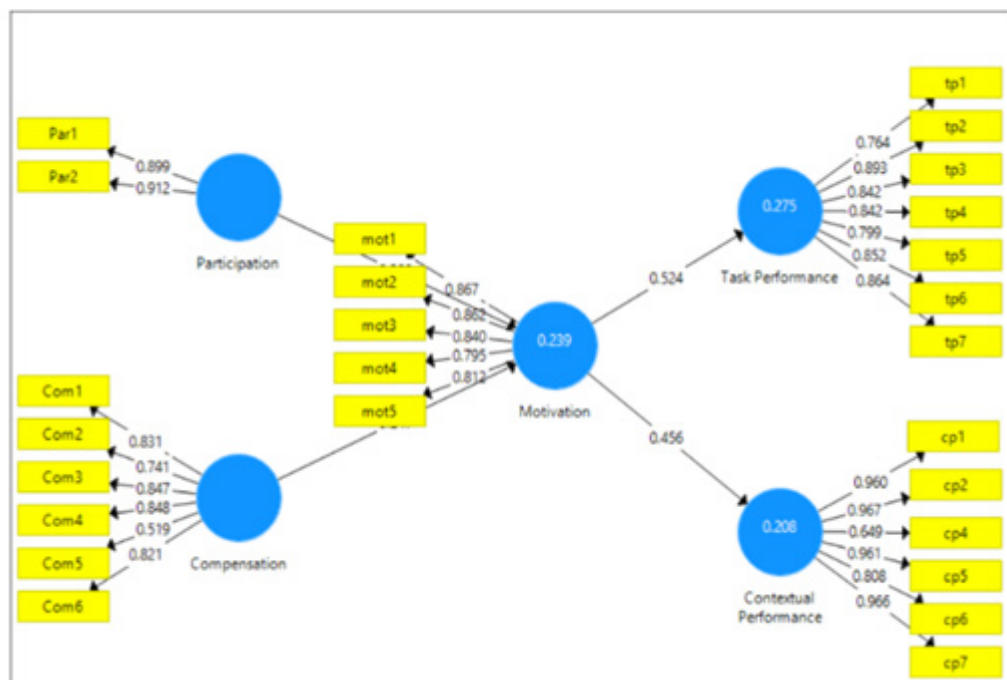 Par1
Par2
0.899
0.912
Participation
Com1
Com2
Com3
Com4
Com5
Com6
0.831
0.741
0.847
0.848
0.519
0.821
Compensation
mot1
mot2
mot3
mot4
mot5
0.867
0.862
0.840
0.795
0.812
0.239
Motivation
0.524
0.456
0.275
Task Performance
0.764
0.893
0.842
0.842
0.799
0.852
0.864
tp1
tp2
tp3
tp4
tp5
tp6
tp7
0.208
Contextual
Performance
0.960
0.967
0.649
0.961
0.808
0.966
cp1
cp2
cp4
cp5
cp6
cp7